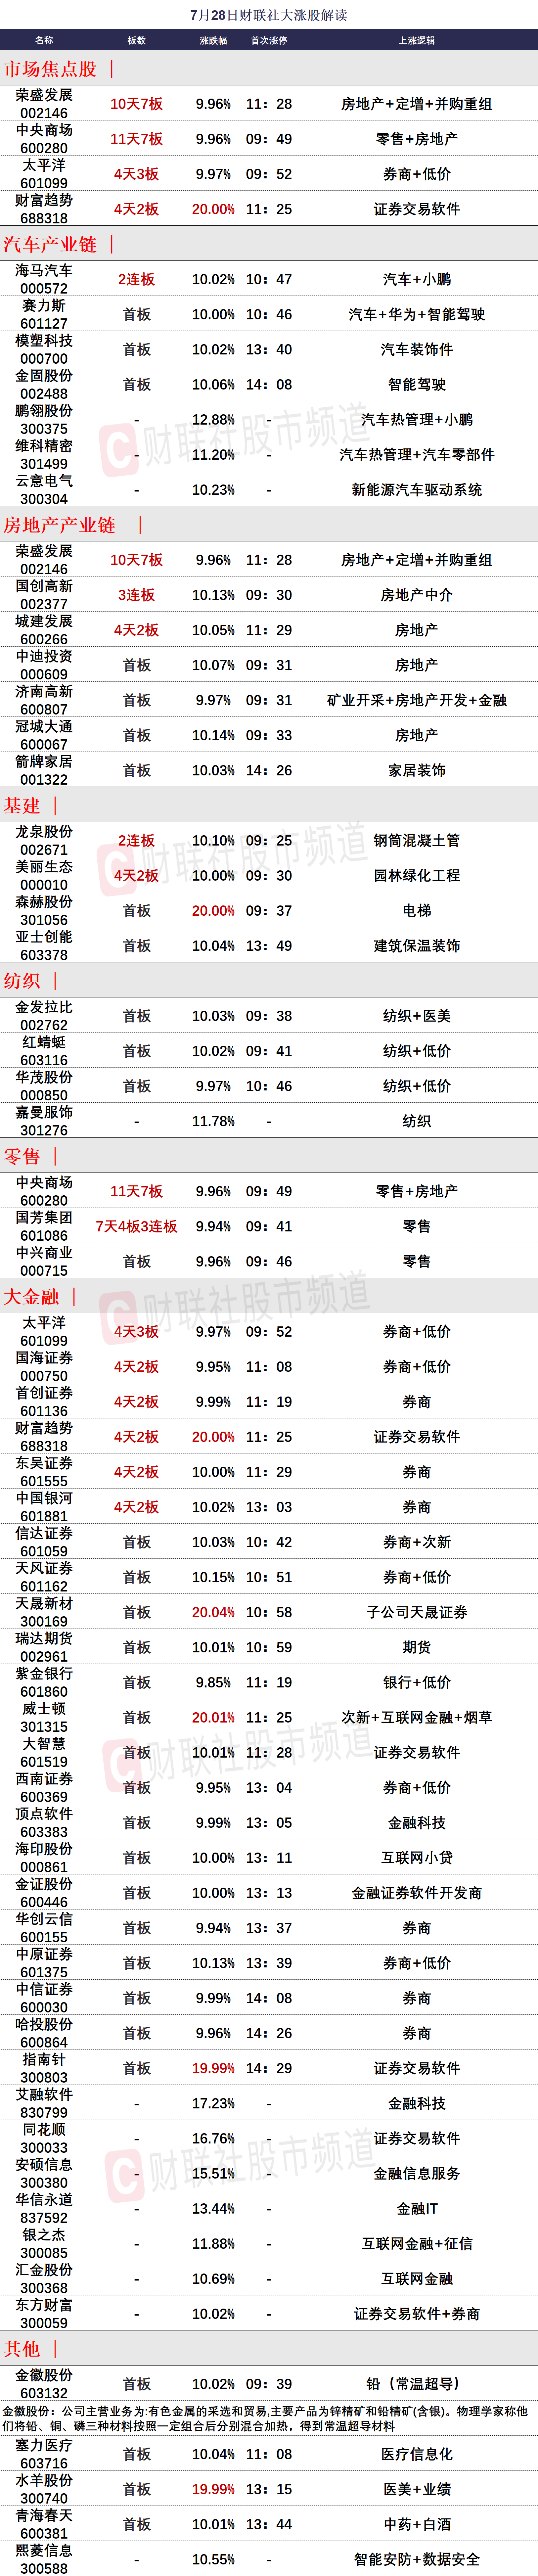 7月28日财联社大涨股解读
名称 板数 涨跌幅 首次涨停 上涨逻辑
市场焦点股 |
荣盛发展 002146 10天7板 9.96% 11：28 房地产+定增+并购重组
中央商场 600280 11天7板 9.96% 09：49 零售+房地产
太平洋 601099 4天3板 9.97% 09：52 券商+低价
财富趋势 688318 4天2板 20.00% 11：25 证券交易软件
汽车产业链 |
海马汽车 000572 2连板 10.02% 10：47 汽车+小鹏
赛力斯 601127 首板 10.00% 10：46 汽车+华为+智能驾驶
模塑科技 000700 首板 10.02% 13：40 汽车装饰件
金固股份 002488 首板 10.06% 14：08 智能驾驶
鹏翎股份 300375 - 12.88% - 汽车热管理+小鹏
维科精密 301499 - 11.20% - 汽车热管理+汽车零部件
云意电气 300304 - 10.23% - 新能源汽车驱动系统
房地产产业链 |
荣盛发展 002146 10天7板 9.96% 11：28 房地产+定增+并购重组
国创高新 002377 3连板 10.13% 09：30 房地产中介
城建发展 600266 4天2板 10.05% 11：29 房地产
中迪投资 000609 首板 10.07% 09：31 房地产
济南高新 600807 首板 9.97% 09：31 矿业开采+房地产开发+金融
冠城大通 600067 首板 10.14% 09：33 房地产
箭牌家居 001322 首板 10.03% 14：26 家居装饰
基建 |
龙泉股份 002671 2连板 10.10% 09：25 钢筒混凝土管
美丽生态 000010 4天2板 10.00% 09：30 园林绿化工程
森赫股份 301056 首板 20.00% 09：37 电梯
亚士创能 603378 首板 10.04% 13：49 建筑保温装饰
纺织 |
金发拉比 002762 首板 10.03% 09：38 纺织+医美
红蜻蜓 603116 首板 10.02% 09：41 纺织+低价
华茂股份 000850 首板 9.97% 10：46 纺织+低价
嘉曼服饰 301276 - 11.78% - 纺织
零售 |
中央商场 600280 11天7板 9.96% 09：49 零售+房地产
国芳集团 601086 7天4板3连板 9.94% 09：41 零售
中兴商业 000715 首板 9.96% 09：46 零售
大金融 |
太平洋 601099 4天3板 9.97% 09：52 券商+低价
国海证券 000750 4天2板 9.95% 11：08 券商+低价
首创证券 601136 4天2板 9.99% 11：19 券商
财富趋势 688318 4天2板 20.00% 11：25 证券交易软件
东吴证券 601555 4天2板 10.00% 11：29 券商
中国银河 601881 4天2板 10.02% 13：03 券商
信达证券 601059 首板 10.03% 10：42 券商+次新
天风证券 601162 首板 10.15% 10：51 券商+低价
天晟新材 300169 首板 20.04% 10：58 子公司天晟证券
瑞达期货 002961 首板 10.01% 10：59 期货
紫金银行 601860 首板 9.85% 11：19 银行+低价
威士顿 301315 首板 20.01% 11：25 次新+互联网金融+烟草
大智慧 601519 首板 10.01% 11：28 证券交易软件
西南证券 600369 首板 9.95% 13：04 券商+低价
顶点软件 603383 首板 9.99% 13：05 金融科技
海印股份 000861 首板 10.00% 13：11 互联网小贷
金证股份 600446 首板 10.00% 13：13 金融证券软件开发商
华创云信 600155 首板 9.94% 13：37 券商
中原证券 601375 首板 10.13% 13：39 券商+低价
中信证券 600030 首板 9.99% 14：08 券商
哈投股份 600864 首板 9.96% 14：26 券商
指南针 300803 首板 19.99% 14：29 证券交易软件
艾融软件 830799 - 17.23% - 金融科技
同花顺 300033 - 16.76% - 证券交易软件
安硕信息 300380 - 15.51% - 金融信息服务
华信永道 837592 - 13.44% - 金融IT
银之杰 300085 - 11.88% - 互联网金融+征信
汇金股份 300368 - 10.69% - 互联网金融
东方财富 300059 - 10.02% - 证券交易软件+券商
其他 |
金徽股份 603132 首板 10.02% 09：39 铅（常温超导）
金徽股份：公司主营业务为:有色金属的采选和贸易,主要产品为锌精矿和铅精矿(含银)。物理学家称他
们将铅、铜、磷三种材料按照一定组合后分别混合加热，得到常温超导材料
塞力医疗 603716 首板 10.04% 11：08 医疗信息化
水羊股份 300740 首板 19.99% 13：15 医美+业绩
青海春天 600381 首板 10.01% 13：44 中药+白酒
熙菱信息 300588 - 10.55% - 智能安防+数据安全
财联社股市频道
财联社股市频道
财联社股市频道
财联社股市频道
财联社股市频道